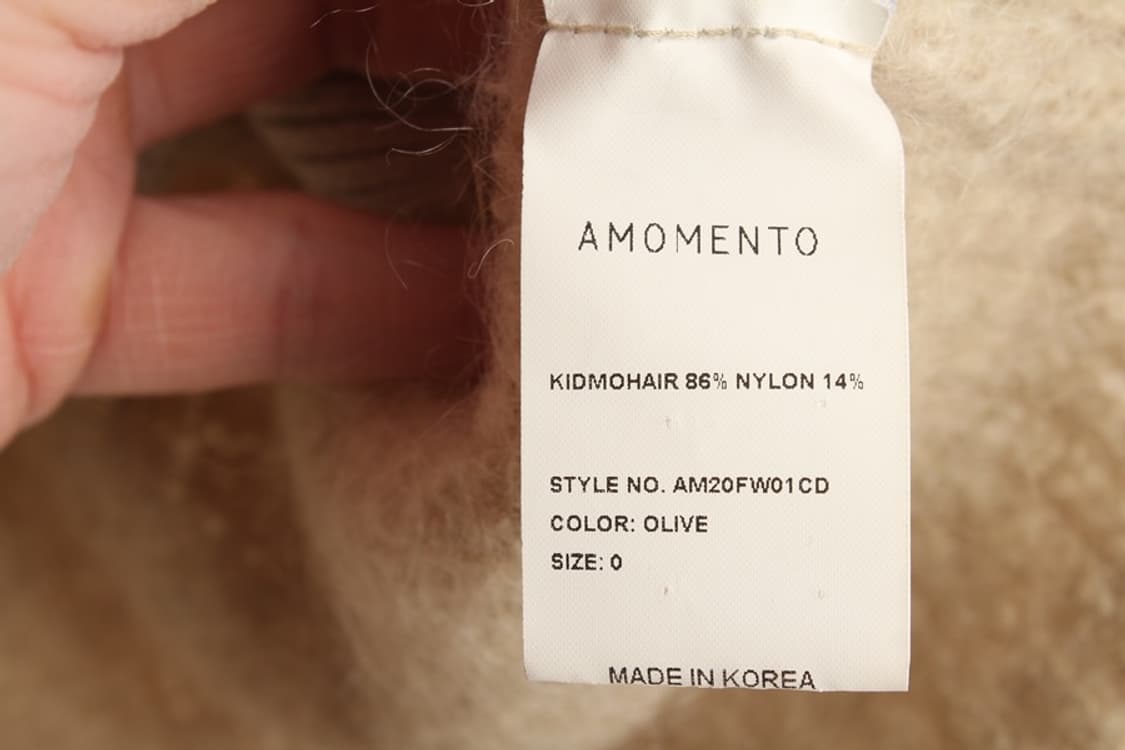 AMOMENTO
KIDMOHAIR 86% NYLON 14%
STYLE NO. AM20FW01CD
COLOR: OLIVE
SIZE: 0
MADE IN KOREA